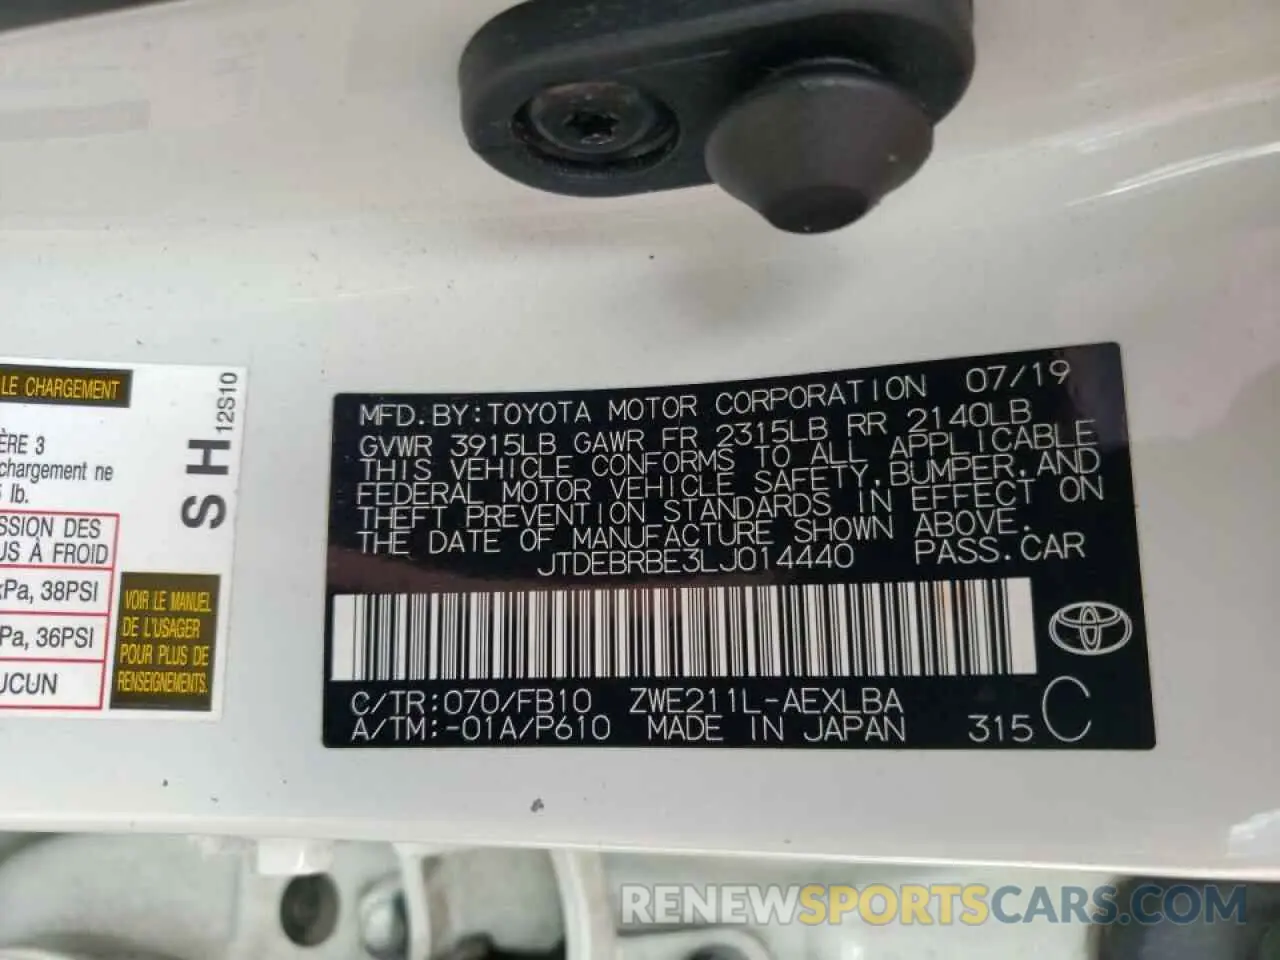 LE CHARGEMENT
ÈRE 3
chargement ne
lb.
SSION DES
US À FROID
kPa, 38PSI
Pa, 36PSI
UCUN
SH
12S10
VOIR LE MANUEL
DE L'USAGER
POUR PLUS DE
RENSEIGNEMENTS.
MFD.BY:TOYOTA MOTOR CORPORATION 07/19
GVWR 3915LB GAWR FR 2315LB RR 2140LB
THIS VEHICLE CONFORMS TO ALL APPLICABLE
FEDERAL MOTOR VEHICLE SAFETY,BUMPER,AND
THEFT PREVENTION STANDARDS IN EFFECT ON
THE DATE OF MANUFACTURE SHOWN ABOVE.
JTDEBRBE3LJ014440 PASS.CAR
C/TR:070/FB10 ZWE211L-AEXLBA
A/TM:-01A/P610 MADE IN JAPAN 315 C
RENEWSPORTSCARS.COM